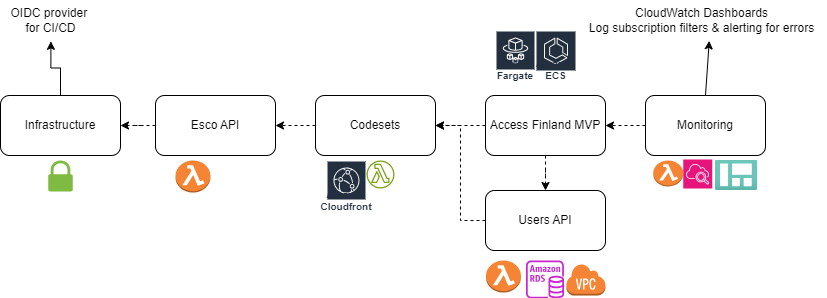 OIDC provider
for CI/CD
CloudWatch Dashboards
Log subscription filters & alerting for errors
Fargate
ECS
Infrastructure
Esco API
Codesets
Access Finland MVP
Monitoring
Cloudfront
Users API
Amazon
RDS
VPC